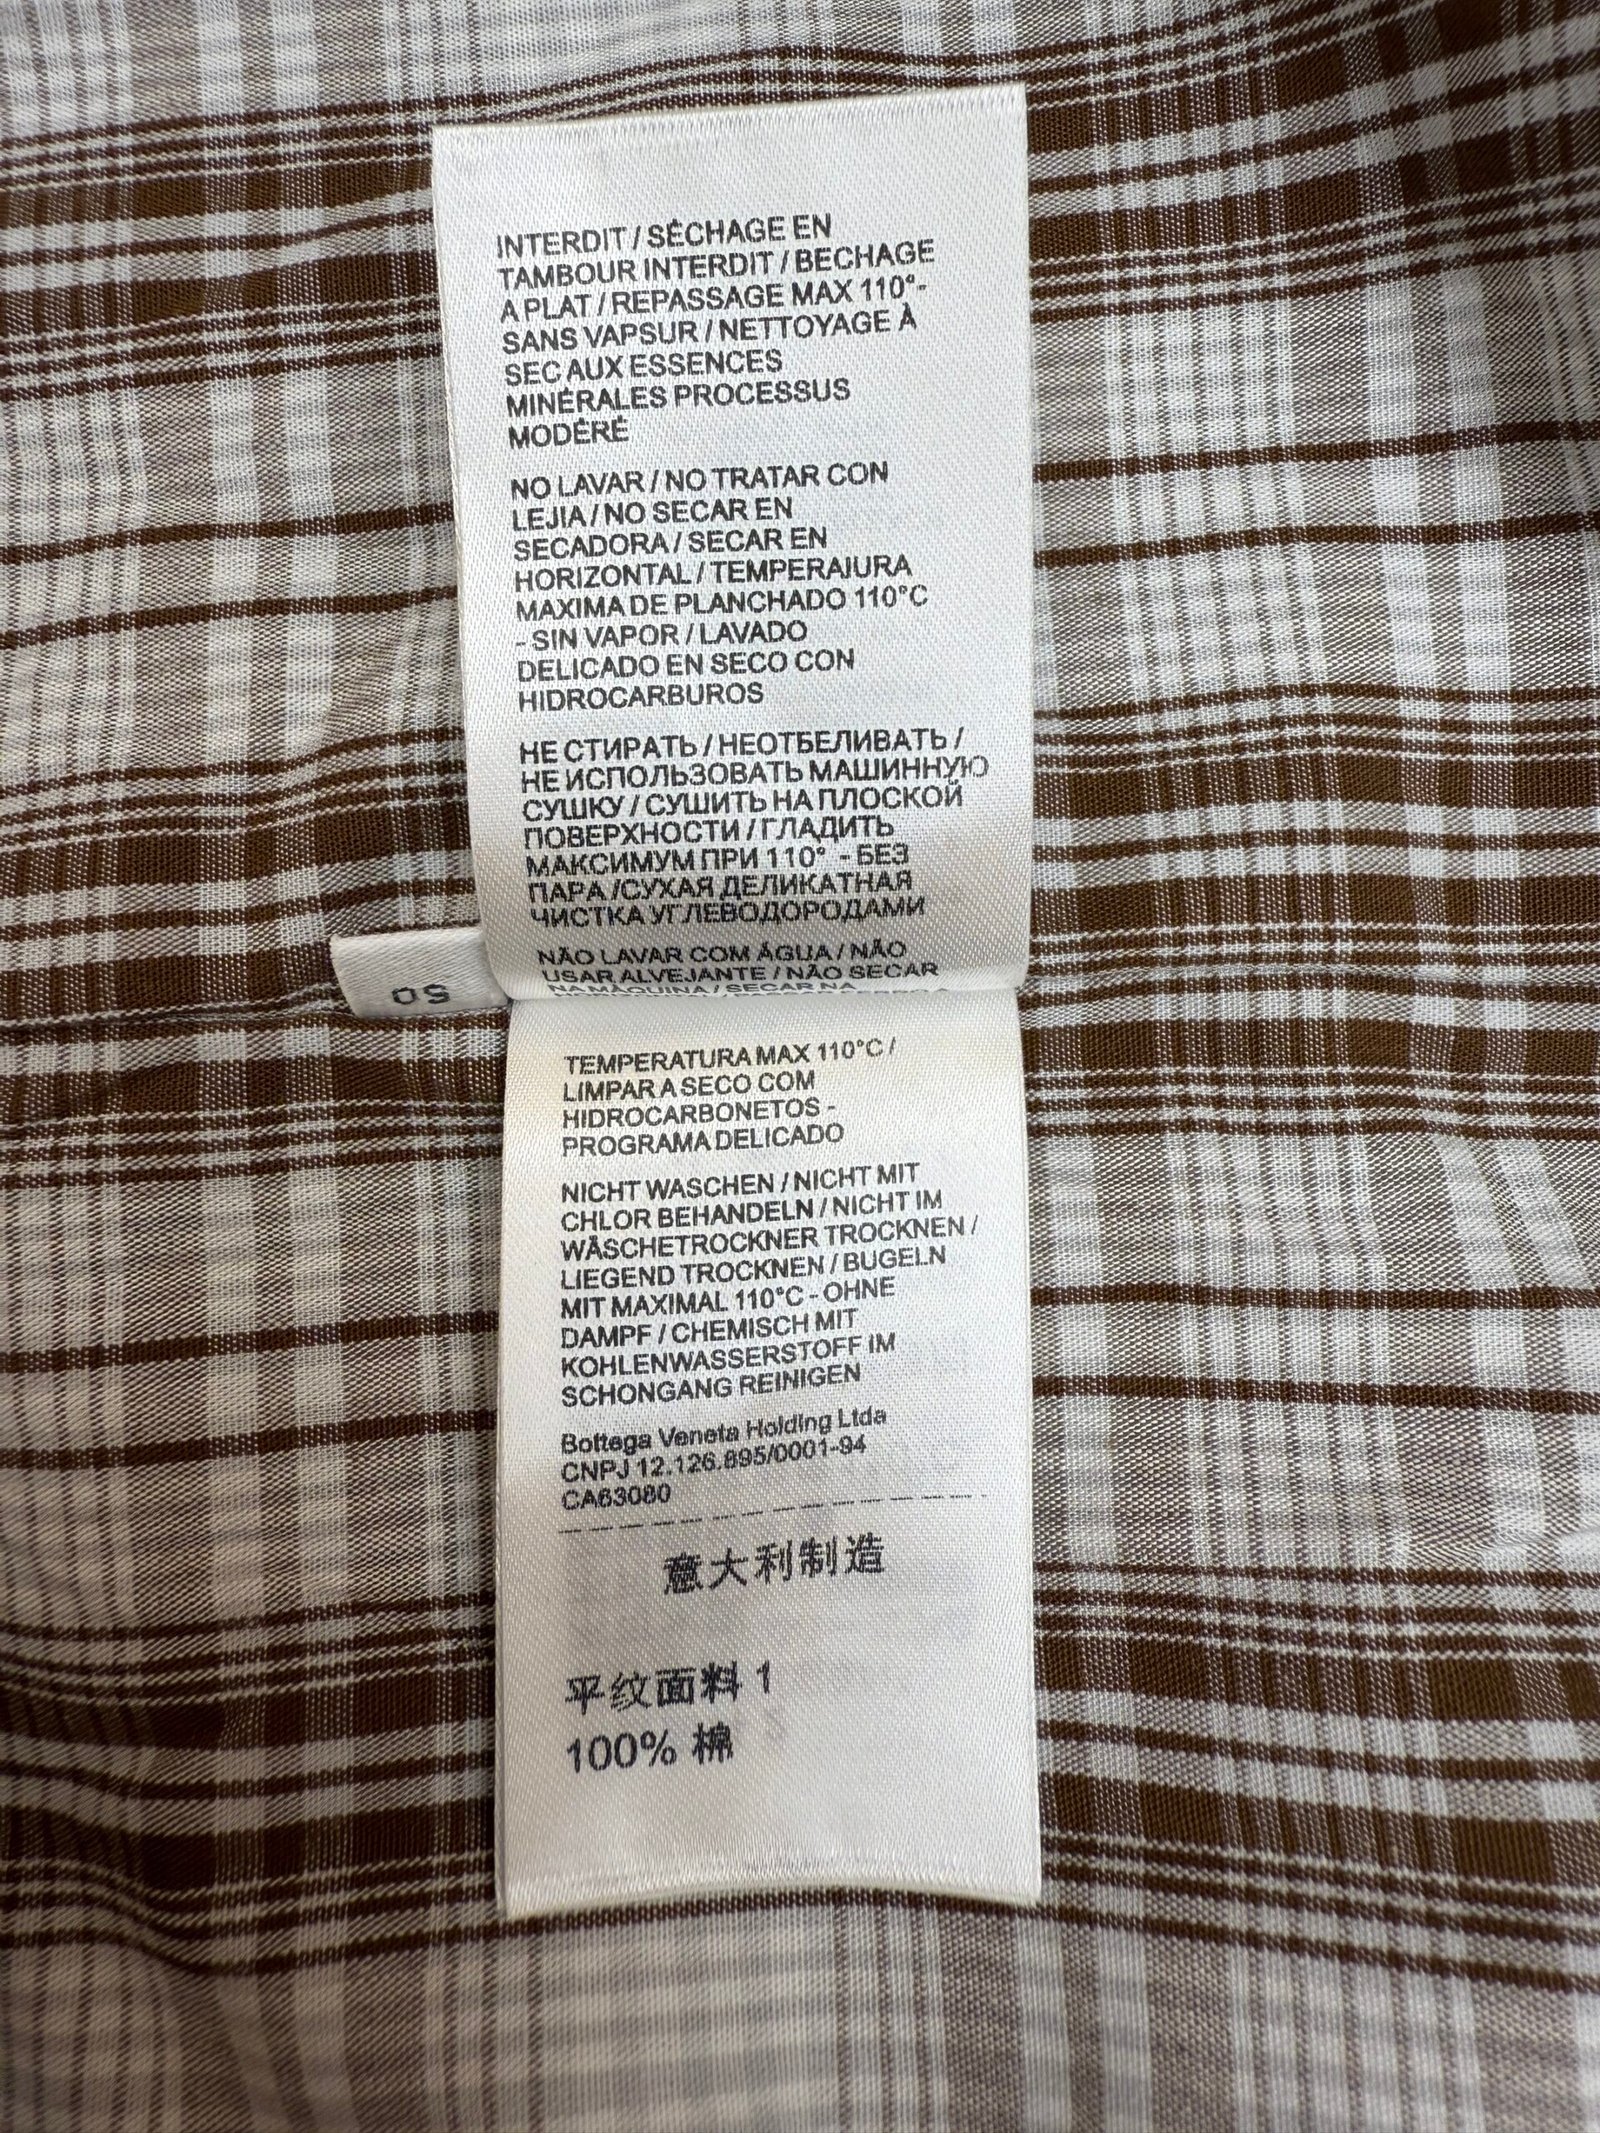 INTERDIT / SÉCHAGE EN
TAMBOUR INTERDIT / BECHAGE
A PLAT / REPASSAGE MAX 110°-
SANS VAPSUR / NETTOYAGE À
SEC AUX ESSENCES
MINÉRALES PROCESSUS
MODÉRÉ
NO LAVAR / NO TRATAR CON
LEJIA / NO SECAR EN
SECADORA / SECAR EN
HORIZONTAL / TEMPERAIURA
MAXIMA DE PLANCHADO 110°C
- SIN VAPOR / LAVADO
DELICADO EN SECO CON
HIDROCARBUROS
НЕ СТИРАТЬ / НЕОТБЕЛИВАТЬ /
НЕ ИСПОЛЬЗОВАТЬ МАШИННУЮ
СУШКУ / СУШИТЬ НА ПЛОСКОЙ
ПОВЕРХНОСТИ / ГЛАДИТЬ
МАКСИМУМ ПРИ 110° - БЕЗ
ПАРА /СУХАЯ ДЕЛИКАТНАЯ
ЧИСТКА УГЛЕВОДОРОДАМИ
NÃO LAVAR COM ÁGUA / NÃO
USAR ALVEJANTE / NÃO SECAR
NA MAQUINA / SECAR NA
50
TEMPERATURA MAX 110°C /
LIMPAR A SECO COM
HIDROCARBONETOS -
PROGRAMA DELICADO
NICHT WASCHEN / NICHT MIT
CHLOR BEHANDELN / NICHT IM
WÄSCHETROCKNER TROCKNEN /
LIEGEND TROCKNEN / BUGELN
MIT MAXIMAL 110°C - OHNE
DAMPF / CHEMISCH MIT
KOHLENWASSERSTOFF IM
SCHONGANG REINIGEN
Bottega Veneta Holding Ltda
CNPJ 12.126.895/0001-94
CA63080
意大利制造
平纹面料 1
100% 棉